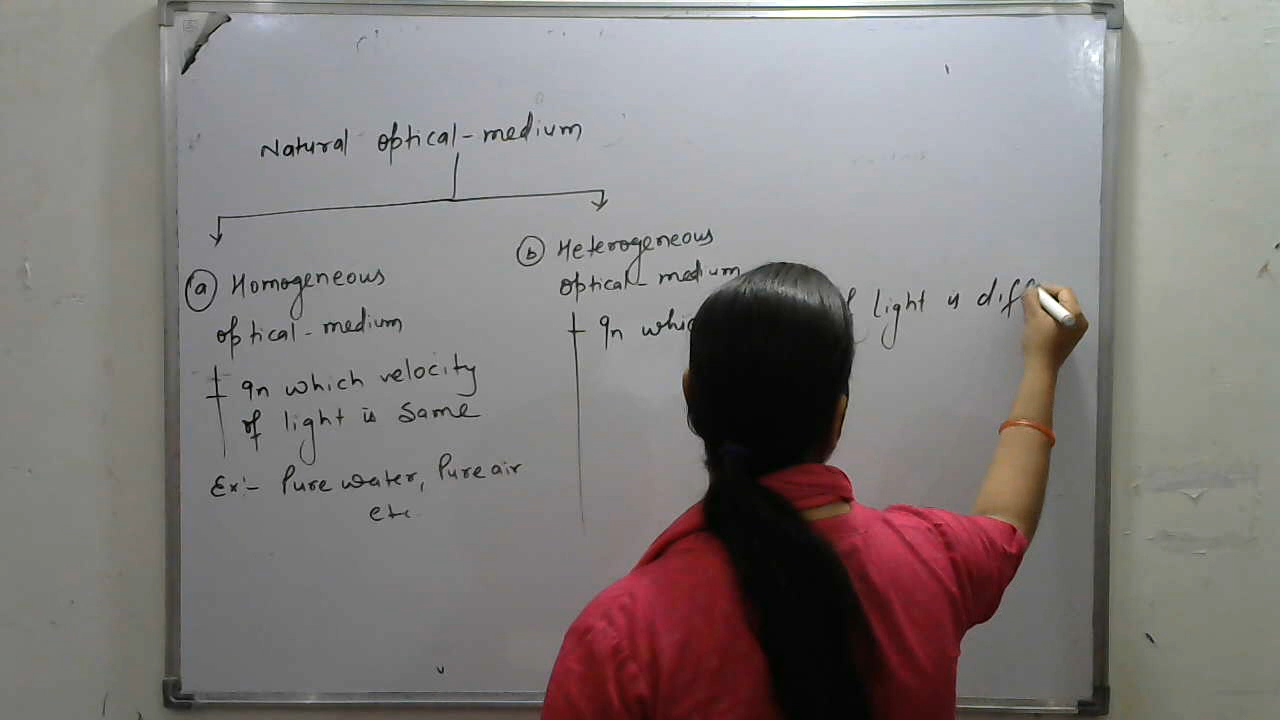 Natural optical-medium
(a) Homogeneous
optical-medium
In which velocity
of light is same
Ex:- Pure water, Pure air
etc.
(b) Heterogeneous
optical medium
In light is diff